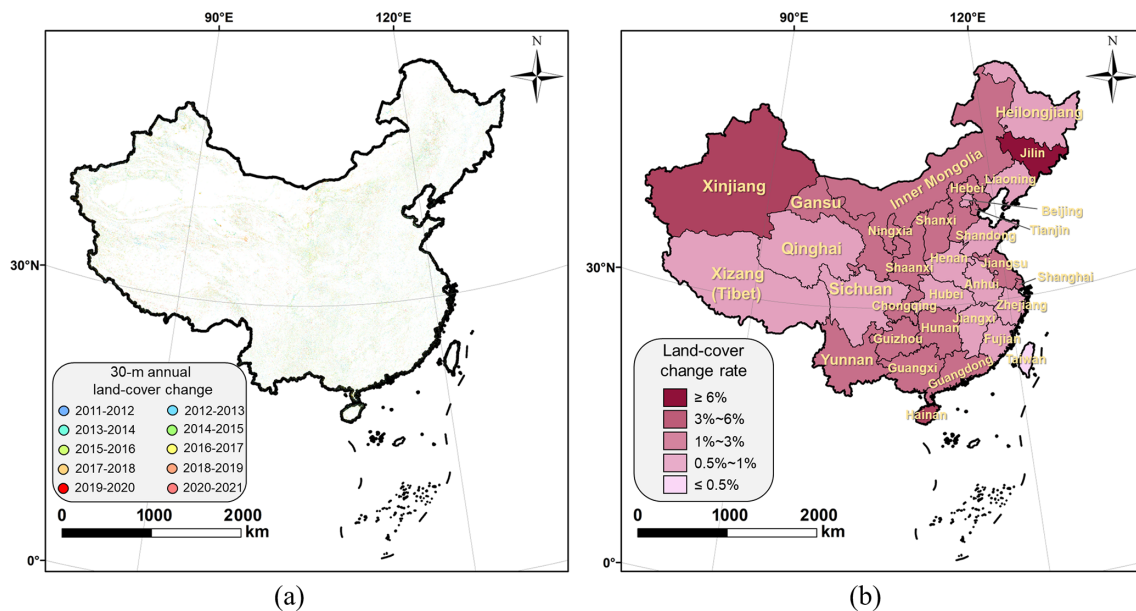 90°E
120°E
N
30°N
0°
30-m annual
land-cover change
2011-2012
2012-2013
2013-2014
2014-2015
2015-2016
2016-2017
2017-2018
2018-2019
2019-2020
2020-2021
0
1000
2000
km
(a)
90°E
120°E
N
30°N
0°
Heilongjiang
Jilin
Xinjiang
Inner Mongolia
Liaoning
Hebei
Gansu
Beijing
Shanxi
Tianjin
Ningxia
Shandong
Qinghai
Henan
Jiangsu
Shaanxi
Shanghai
Xizang
(Tibet)
Sichuan
Anhui
Hubei
Chongqing
Zhejiang
Jiangxi
Hunan
Guizhou
Fujian
Yunnan
Taiwan
Guangxi
Guangdong
Hainan
Land-cover
change rate
≥ 6%
3%~6%
1%~3%
0.5%~1%
≤ 0.5%
0
1000
2000
km
(b)